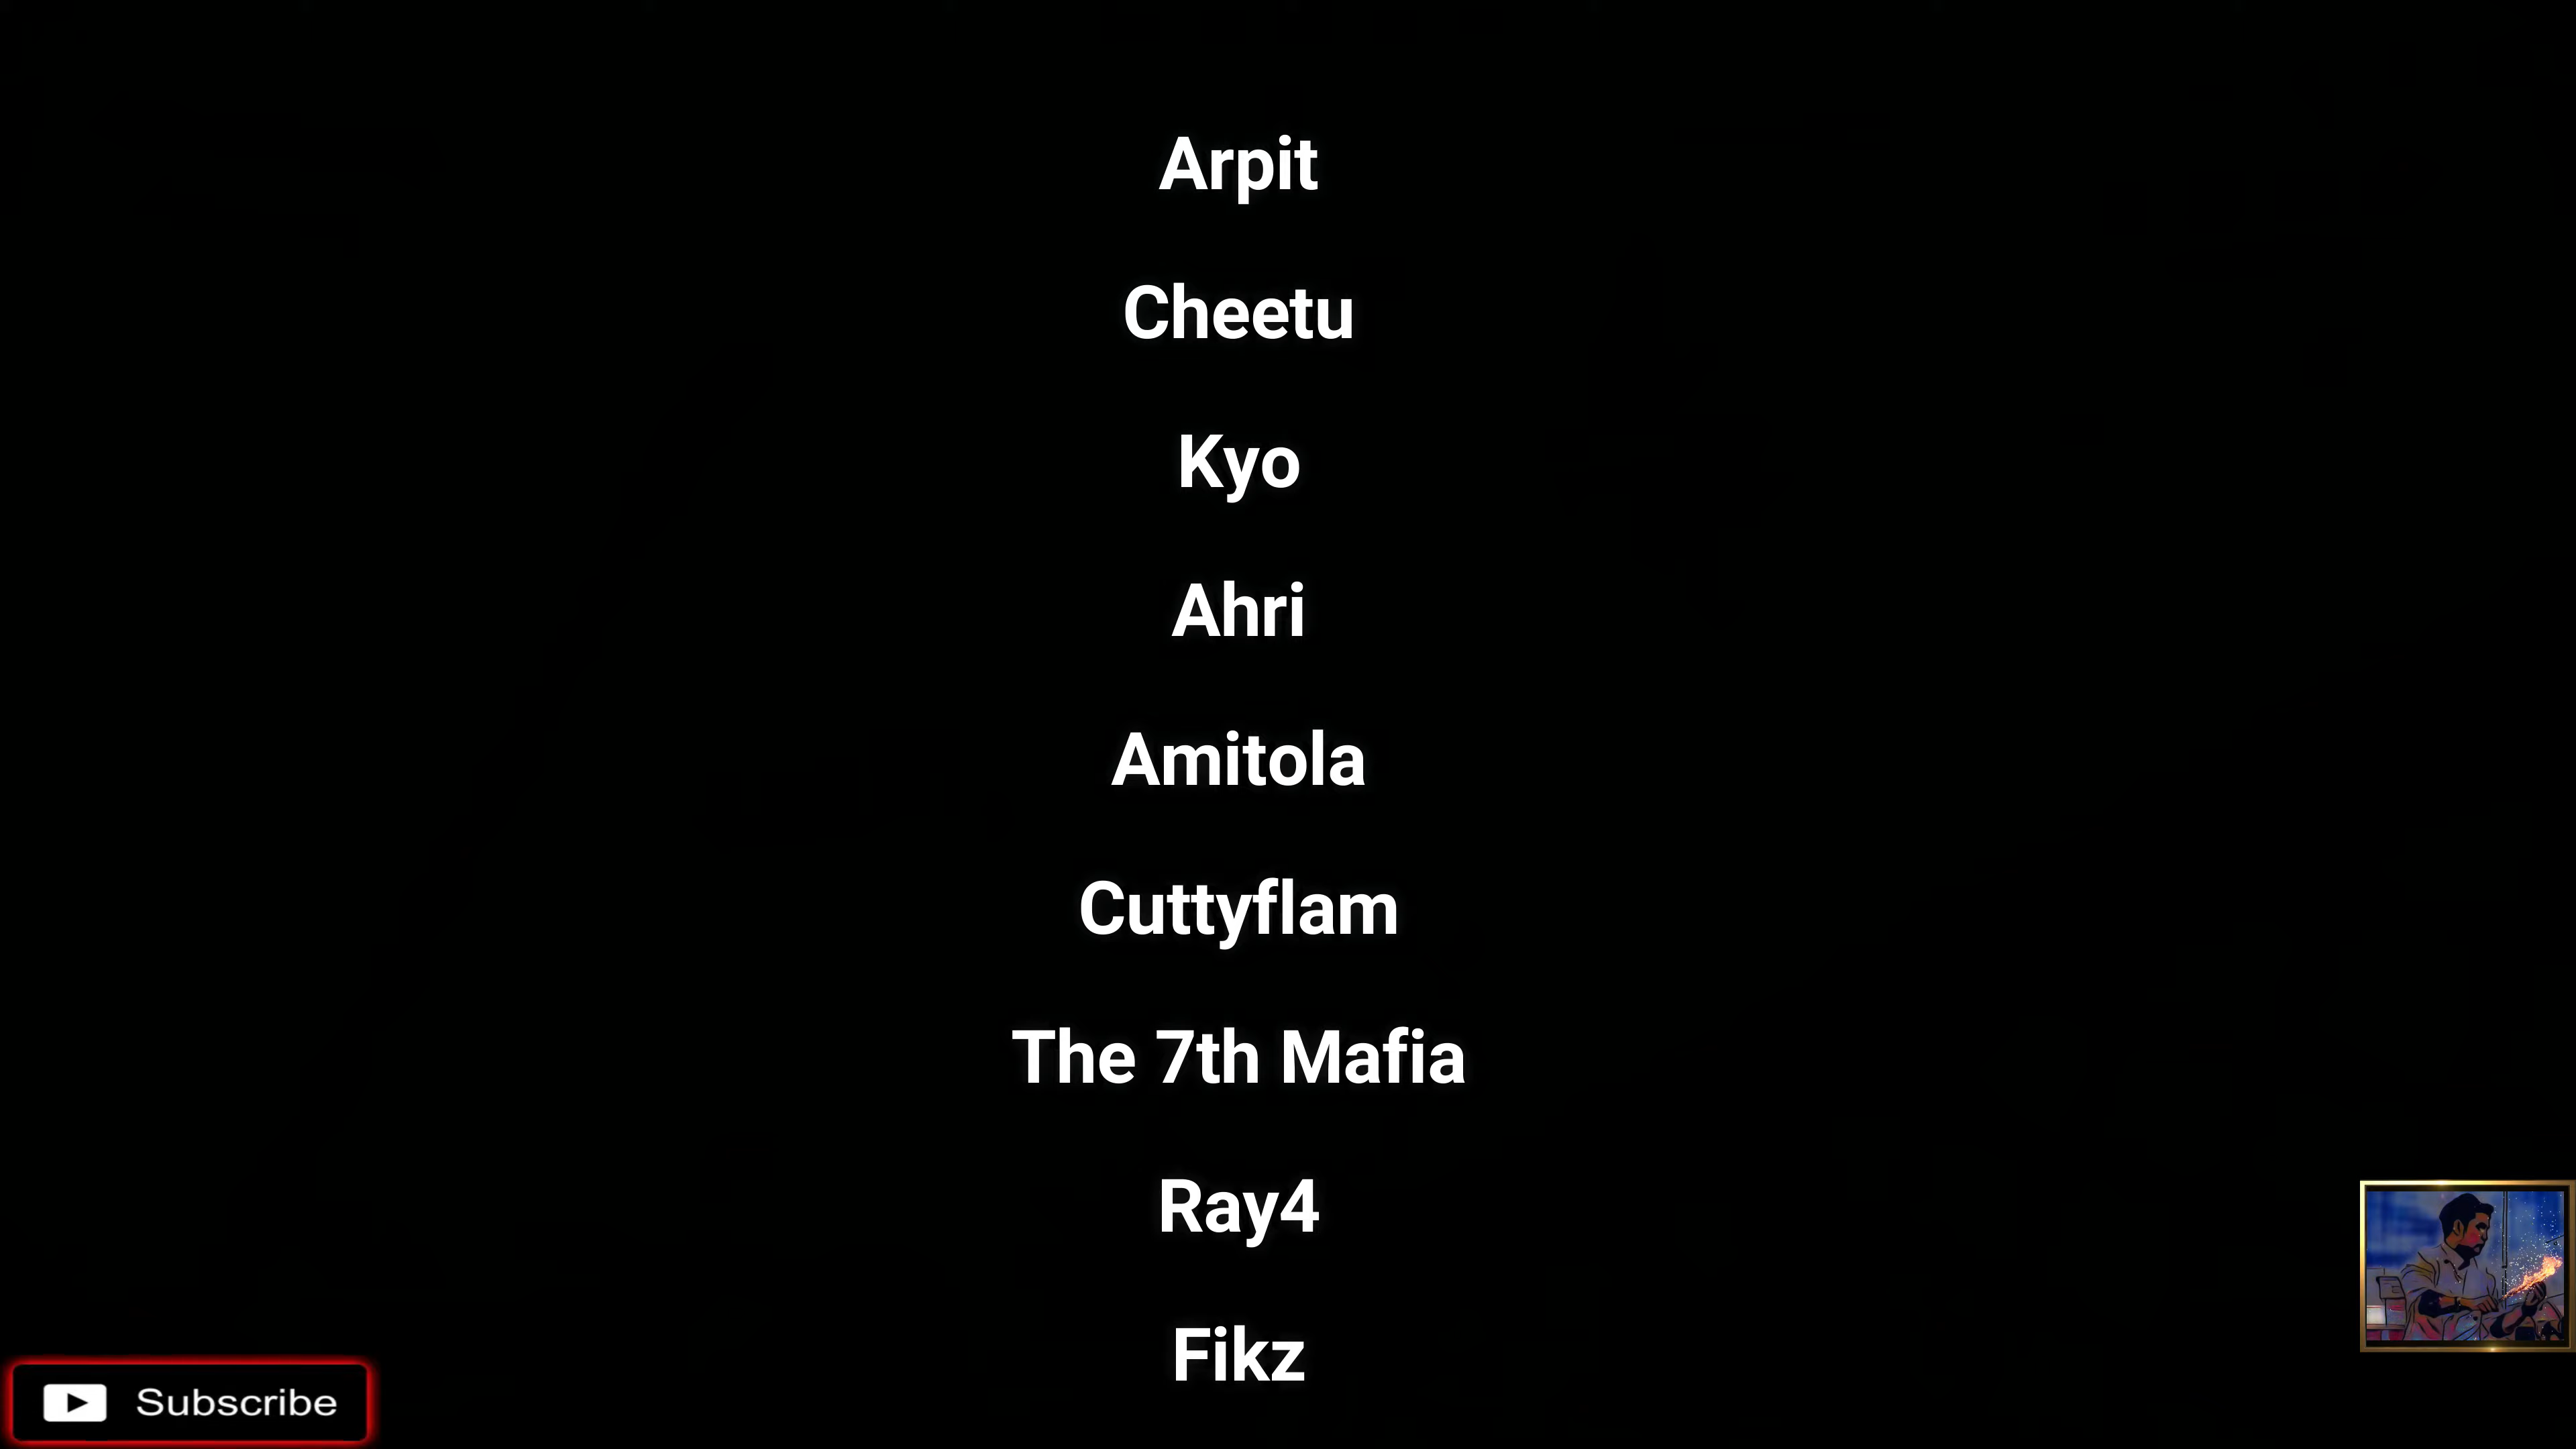 Arpit
Cheetu
Kyo
Ahri
Amitola
Cuttyflam
The 7th Mafia
Ray4
Fikz
Subscribe